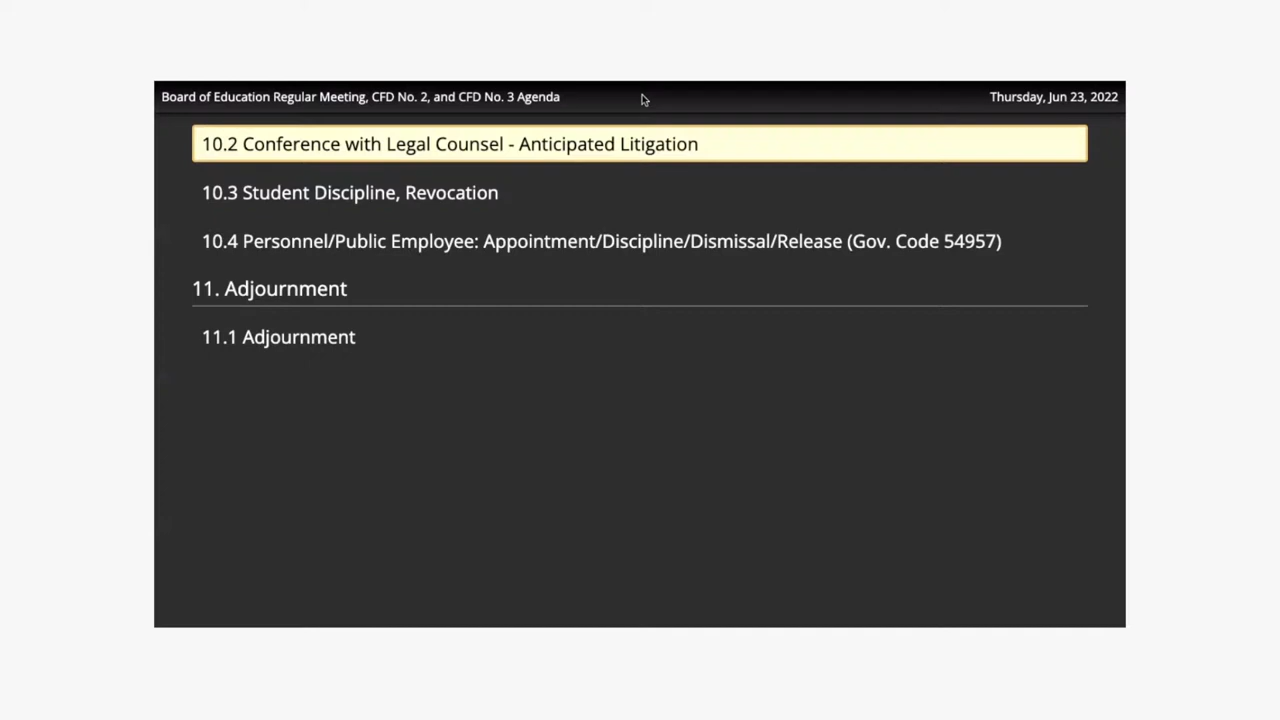 Board of Education Regular Meeting, CFD No. 2, and CFD No. 3 Agenda
Thursday, Jun 23, 2022
10.2 Conference with Legal Counsel - Anticipated Litigation
10.3 Student Discipline, Revocation
10.4 Personnel/Public Employee: Appointment/Discipline/Dismissal/Release (Gov. Code 54957)
11. Adjournment
11.1 Adjournment